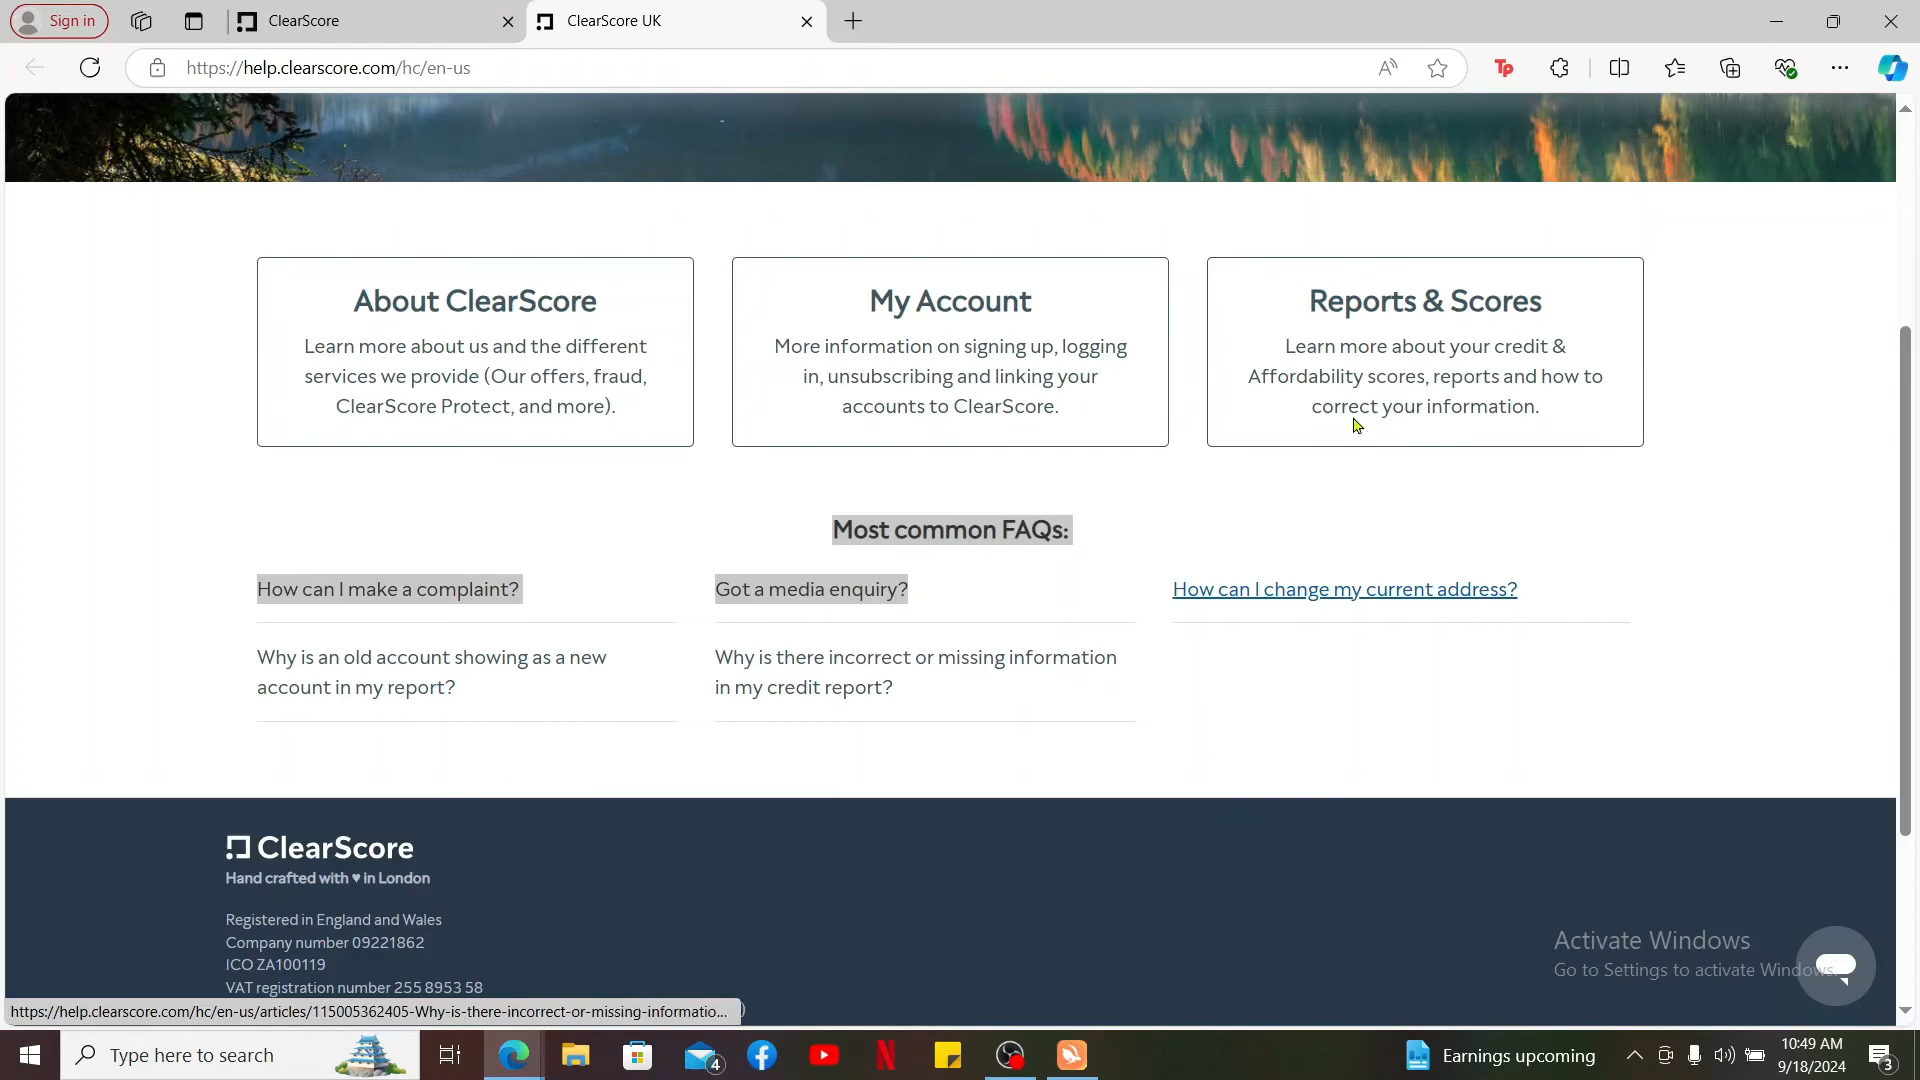 Sign in
ClearScore
ClearScore UK
https://help.clearscore.com/hc/en-us
About ClearScore
Learn more about us and the different
services we provide (Our offers, fraud,
ClearScore Protect, and more).
My Account
More information on signing up, logging
in, unsubscribing and linking your
accounts to ClearScore.
Reports & Scores
Learn more about your credit &
Affordability scores, reports and how to
correct your information.
Most common FAQs:
How can I make a complaint?
Got a media enquiry?
How can I change my current address?
Why is an old account showing as a new
account in my report?
Why is there incorrect or missing information
in my credit report?
ClearScore
Hand crafted with ♥ in London
Registered in England and Wales
Company number 09221862
ICO ZA100119
VAT registration number 255 8953 58
Activate Windows
Go to Settings to activate Windows.
https://help.clearscore.com/hc/en-us/articles/115005362405-Why-is-there-incorrect-or-missing-informatio...
Type here to search
4
Earnings upcoming
10:49 AM
9/18/2024
3